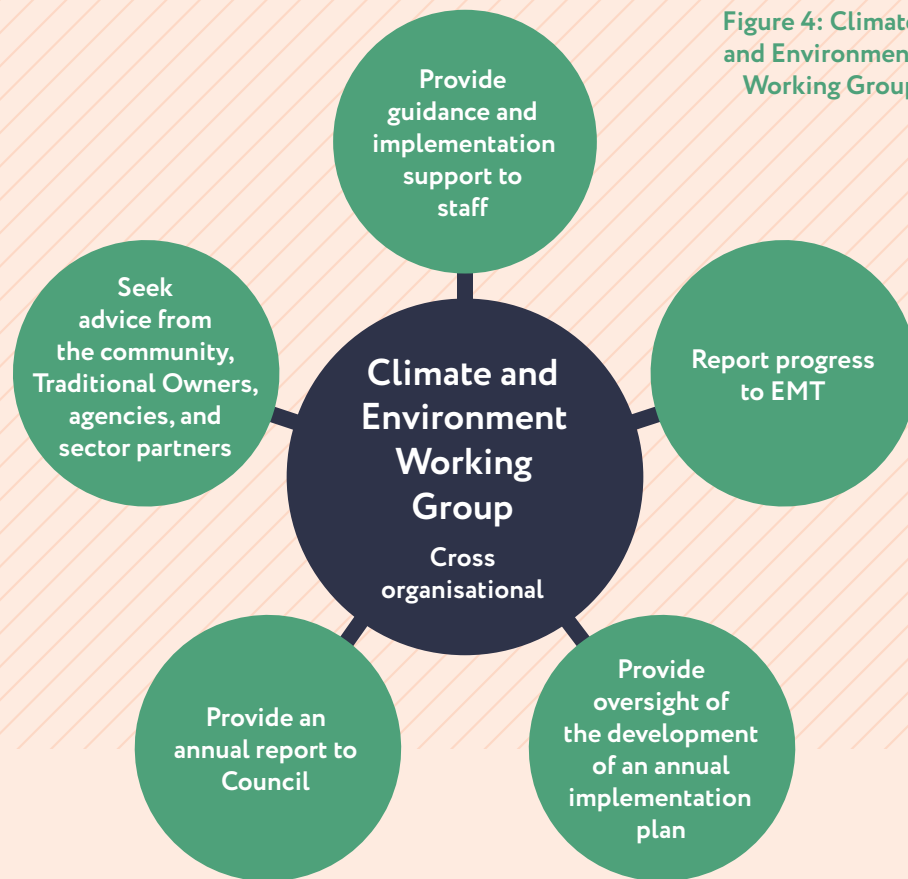 Figure 4: Climate
and Environmen
Working Group
Provide
guidance and
implementation
support to
staff
Seek
advice from
the community,
Traditional Owners,
agencies, and
sector partners
Report progress
to EMT
Climate and
Environment
Working
Group
Cross
organisational
Provide an
annual report to
Council
Provide
oversight of
the development
of an annual
implementation
plan